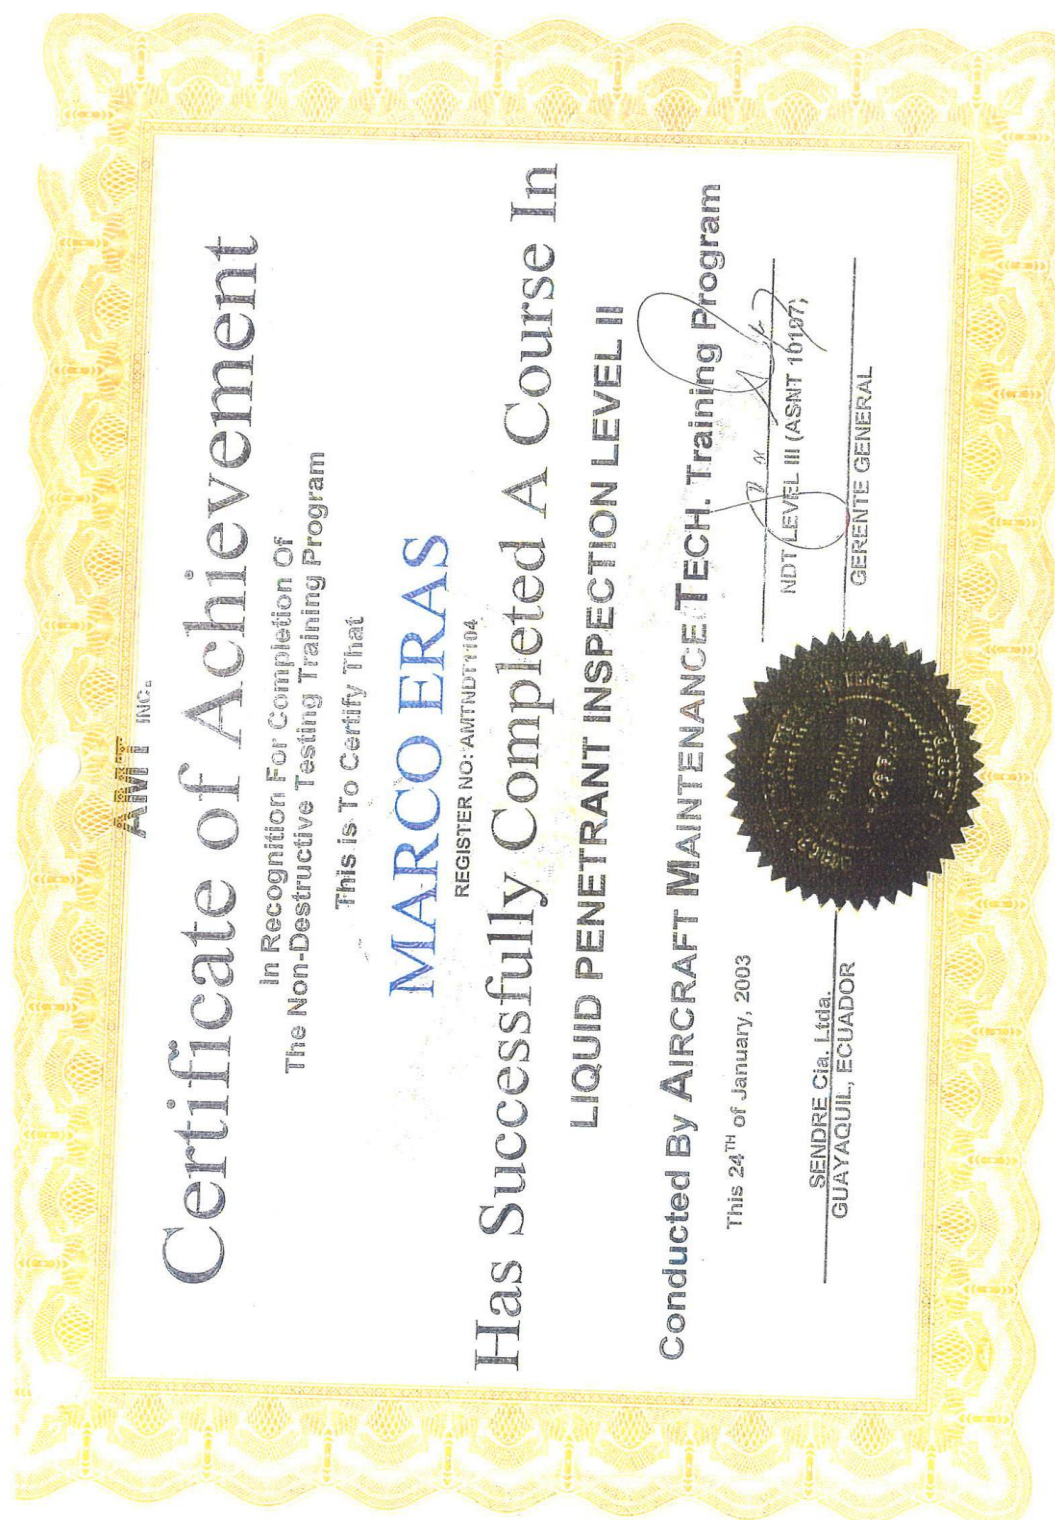 AMT INC.
Certificate of Achievement
In Recognition For Completion Of
The Non-Destructive Testing Training Program
This is To Certify That
MARCO ERAS
REGISTER NO: AMTNDT1104
Has Successfully Completed A Course In
LIQUID PENETRANT INSPECTION LEVEL II
Conducted By AIRCRAFT MAINTENANCE TECH. Training Program
This 24TH of January, 2003
NDT LEVEL III (ASNT 10197)
SENDRE Cia. Ltda.
GUAYAQUIL, ECUADOR
GERENTE GENERAL